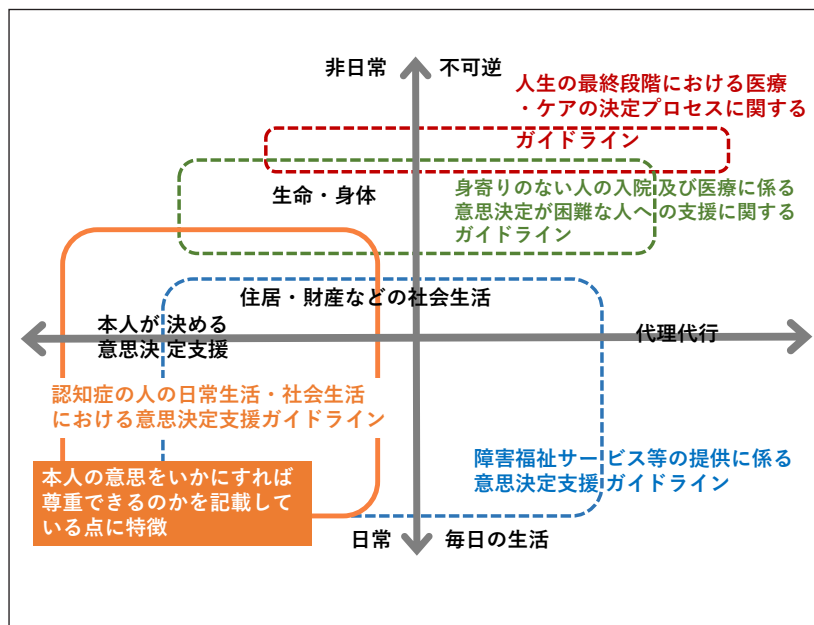 非日常
不可逆
人生の最終段階における医療
・ケアの決定プロセスに関する
ガイドライン
生命・身体
身寄りのない人の入院及び医療に係る
意思決定が困難な人への支援に関する
ガイドライン
住居・財産などの社会生活
本人が決める
意思決定支援
代理代行
認知症の人の日常生活・社会生活
における意思決定支援ガイドライン
本人の意思をいかにすれば
尊重できるのかを記載して
いる点に特徴
障害福祉サービス等の提供に係る
意思決定支援ガイドライン
日常
毎日の生活